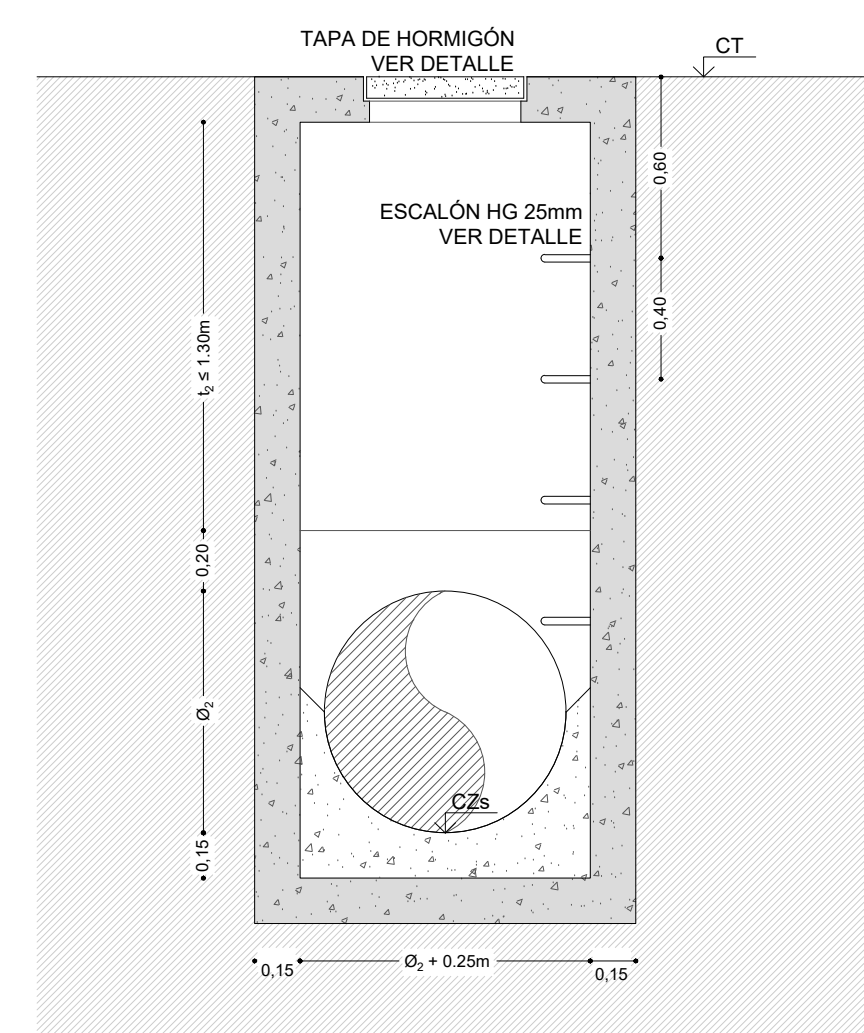 TAPA DE HORMIGÓN
VER DETALLE
CT
0,60
ESCALÓN HG 25mm
VER DETALLE
0,40
t₂ ≤ 1.30m
0,20
Ø₂
CZs
0,15
0,15
Ø₂ + 0.25m
0,15